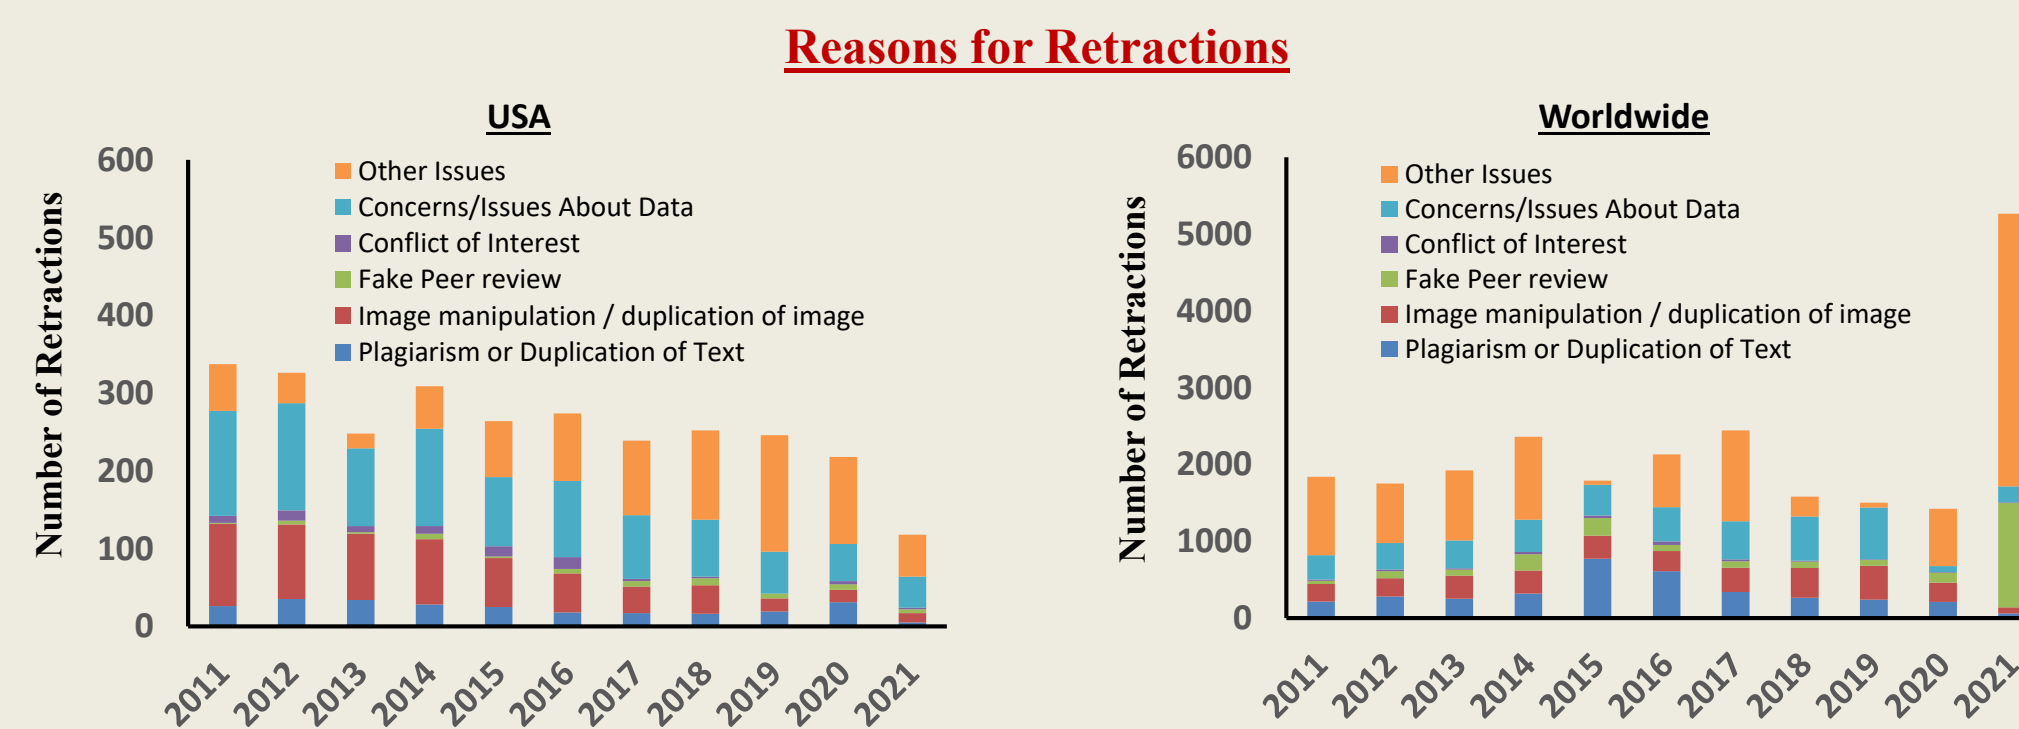 Reasons for Retractions
USA
Number of Retractions
600
500
400
300
200
100
0
Other Issues
Concerns/Issues About Data
Conflict of Interest
Fake Peer review
Image manipulation / duplication of image
Plagiarism or Duplication of Text
2011 2012 2013 2014 2015 2016 2017 2018 2019 2020 2021
Worldwide
Number of Retractions
6000
5000
4000
3000
2000
1000
0
Other Issues
Concerns/Issues About Data
Conflict of Interest
Fake Peer review
Image manipulation / duplication of image
Plagiarism or Duplication of Text
2011 2012 2013 2014 2015 2016 2017 2018 2019 2020 2021